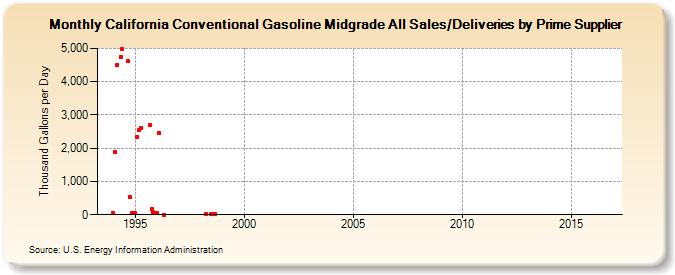 Monthly California Conventional Gasoline Midgrade All Sales/Deliveries by Prime Supplier
Thousand Gallons per Day
5,000
4,000
3,000
2,000
1,000
0
1995 2000 2005 2010 2015
Source: U.S. Energy Information Administration